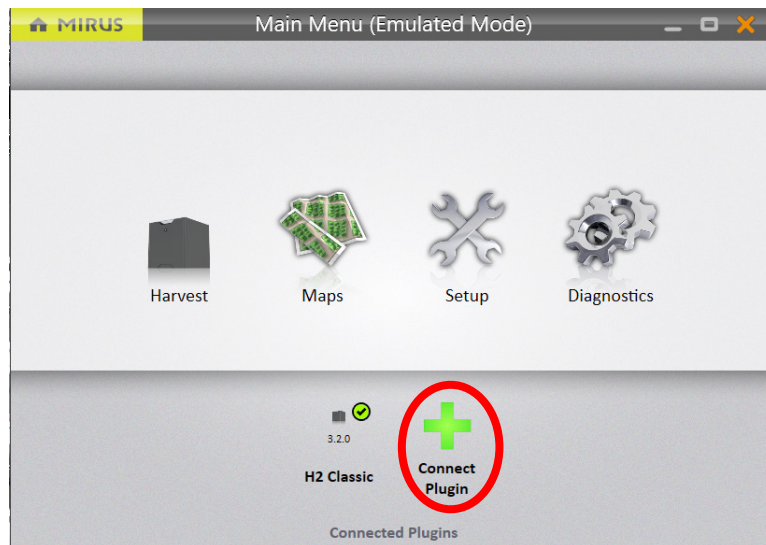 MIRUS Main Menu (Emulated Mode)
Harvest Maps Setup Diagnostics
3.2.0
H2 Classic
Connect
Plugin
Connected Plugins